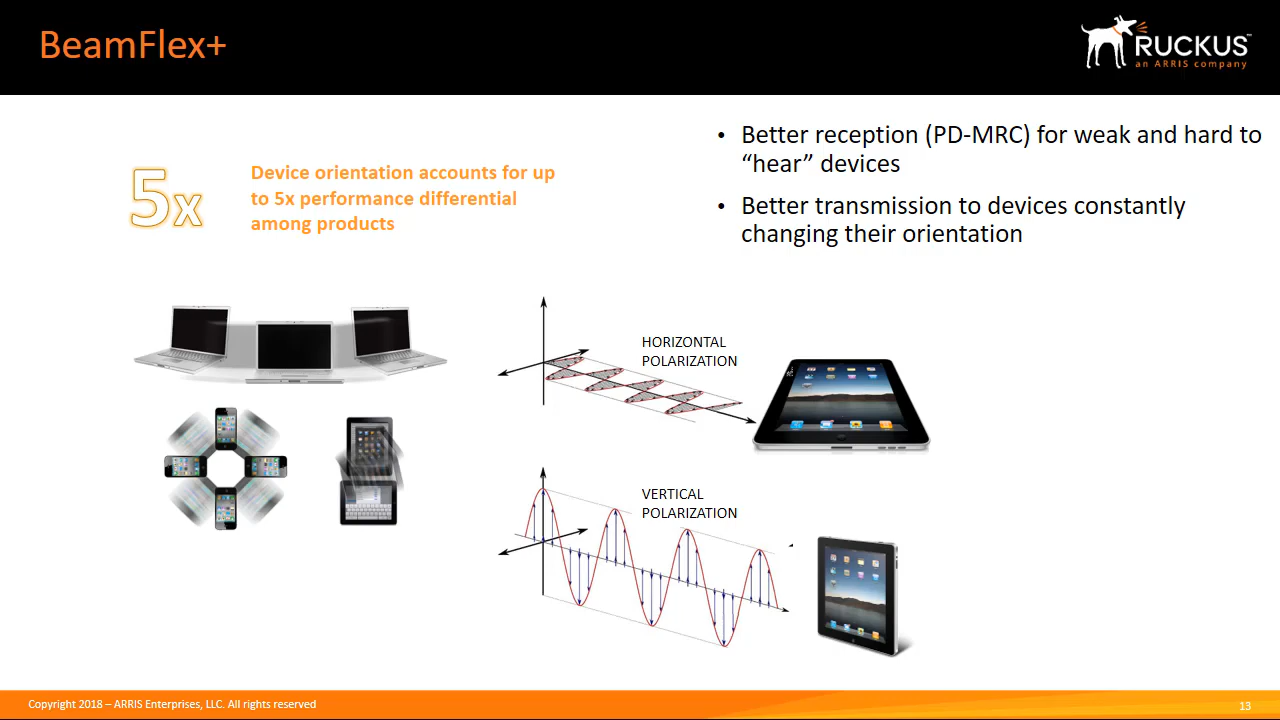 BeamFlex+
RUCKUS™
an ARRIS company
5x
Device orientation accounts for up
to 5x performance differential
among products
• Better reception (PD-MRC) for weak and hard to
“hear” devices
• Better transmission to devices constantly
changing their orientation
HORIZONTAL
POLARIZATION
VERTICAL
POLARIZATION
Copyright 2018 – ARRIS Enterprises, LLC. All rights reserved
13